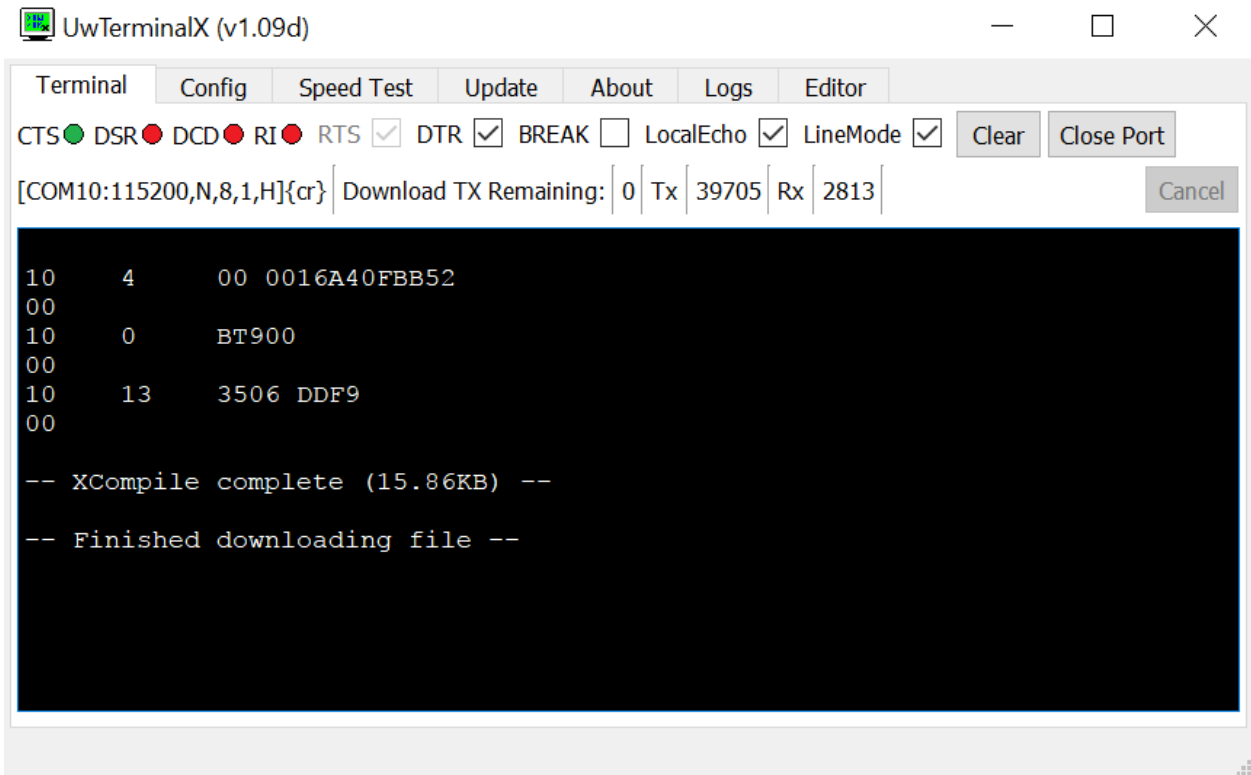 UwTerminalX (v1.09d)
Terminal Config Speed Test Update About Logs Editor
CTS DSR DCD RI RTS DTR BREAK LocalEcho LineMode Clear Close Port
[COM10:115200,N,8,1,H]{cr} Download TX Remaining: 0 Tx 39705 Rx 2813 Cancel
10 4 00 0016A40FBB52
00
10 0 BT900
00
10 13 3506 DDF9
00
-- XCompile complete (15.86KB) --
-- Finished downloading file --